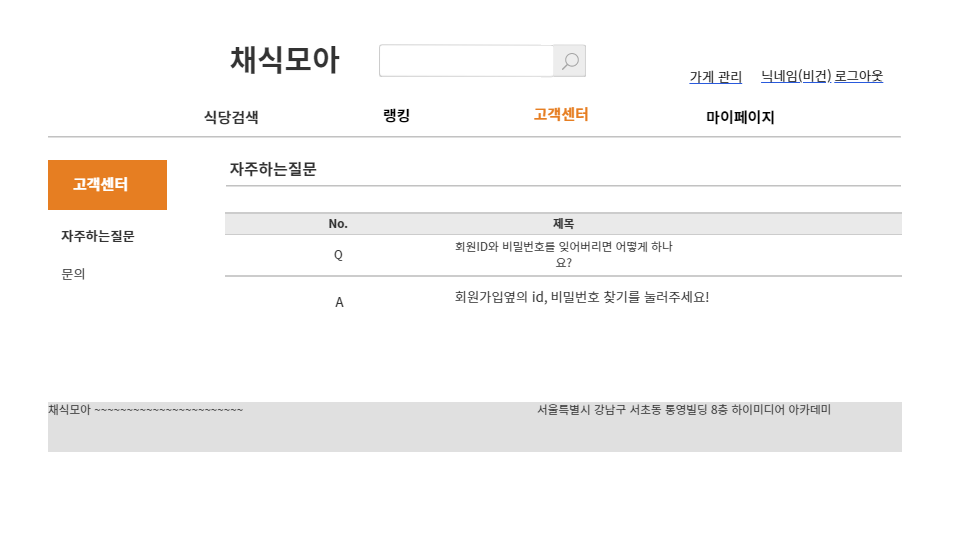 채식모아
가게 관리 닉네임(비건) 로그아웃
식당검색 랭킹 고객센터 마이페이지
고객센터
자주하는질문
문의
자주하는질문
No. 제목
Q 회원ID와 비밀번호를 잊어버리면 어떻게 하나
요?
A 회원가입옆의 id, 비밀번호 찾기를 눌러주세요!
채식모아 ~~~~~~~~~~~~~~~~~~~~~~~ 서울특별시 강남구 서초동 통영빌딩 8층 하이미디어 아카데미